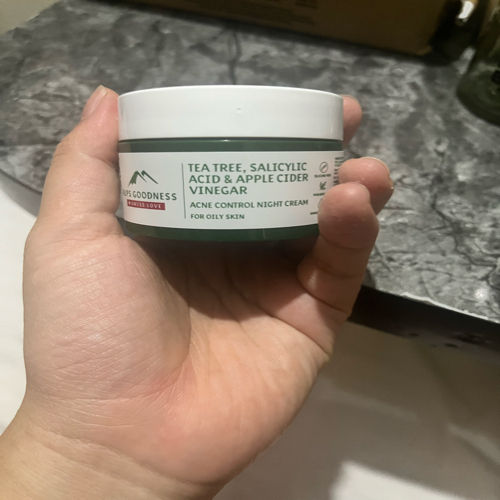 TEA TREE, SALICYLIC
ACID & APPLE CIDER
VINEGAR
ACNE CONTROL NIGHT CREAM
FOR OILY SKIN
GOODNESS